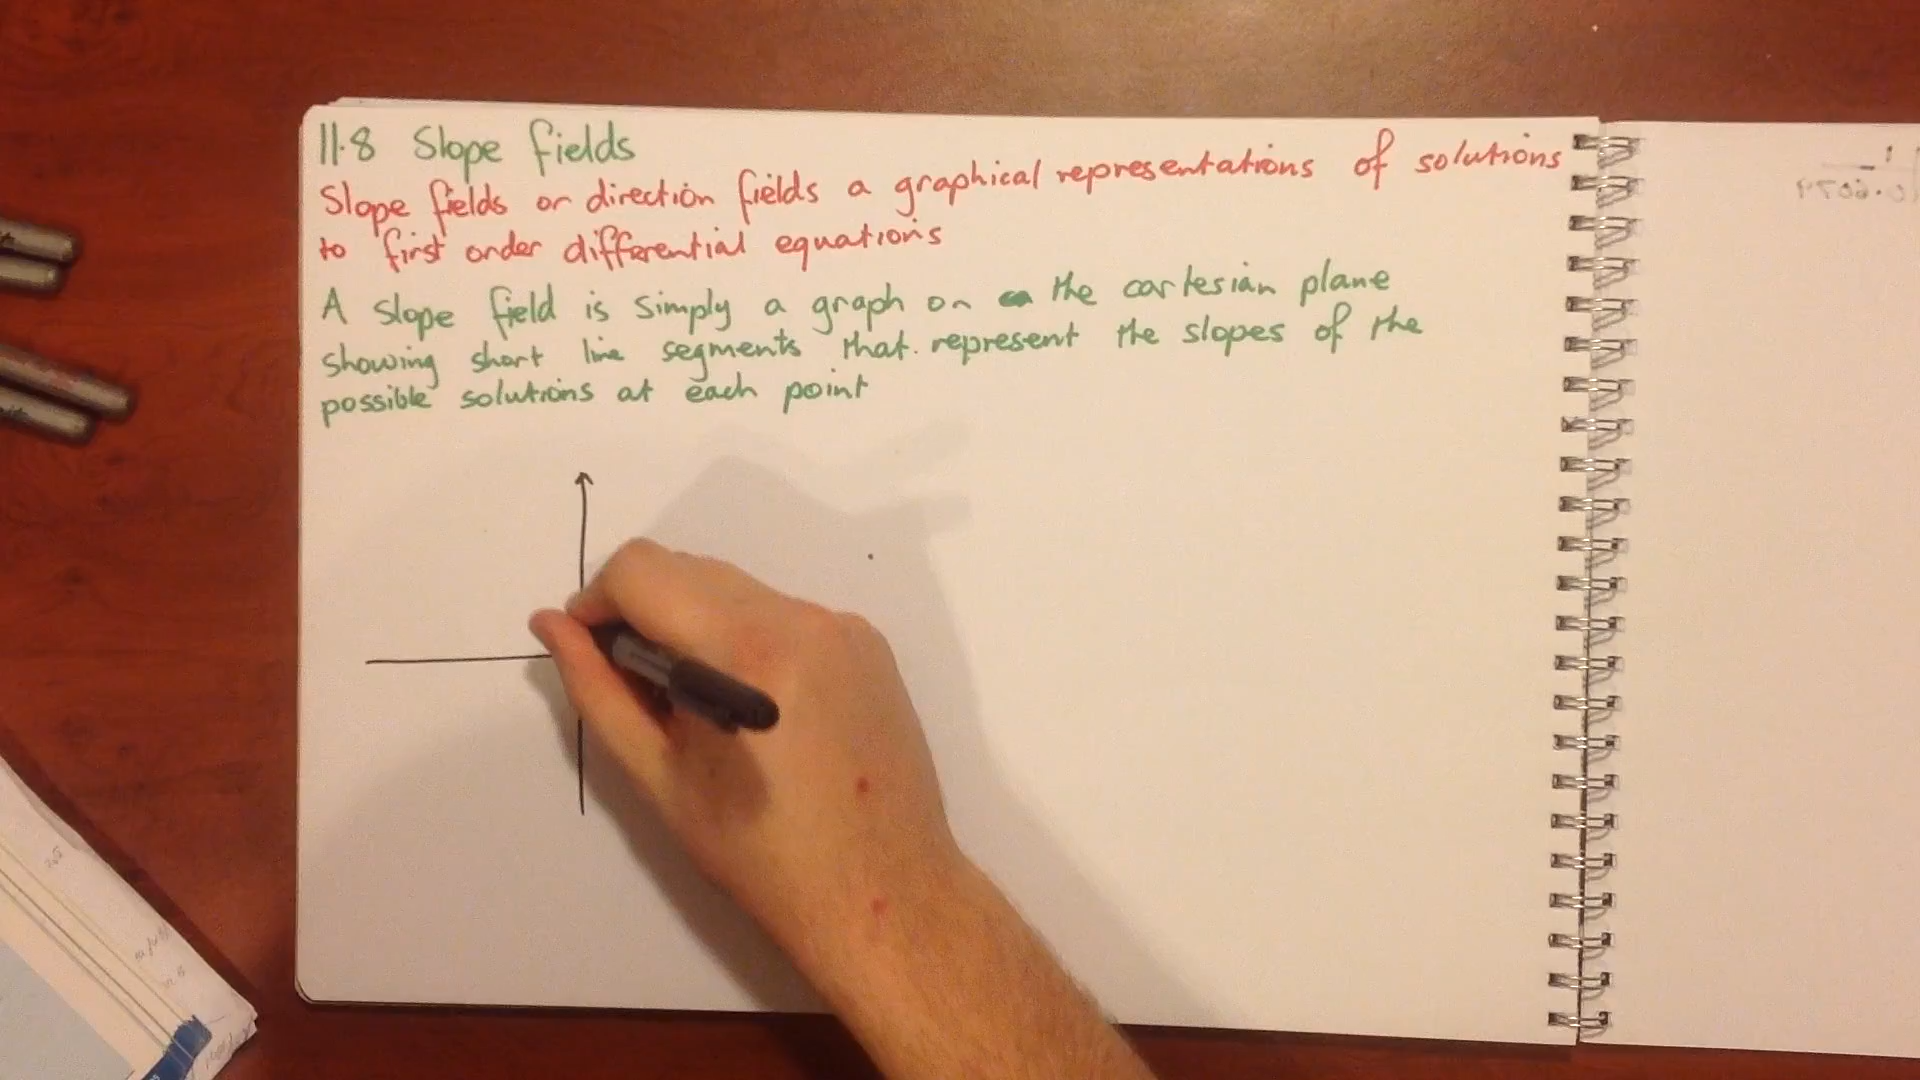 11.8 Slope fields
Slope fields or direction fields a graphical representations of solutions
to first order differential equations
A slope field is simply a graph on the cartesian plane
showing short line segments that represent the slopes of the
possible solutions at each point